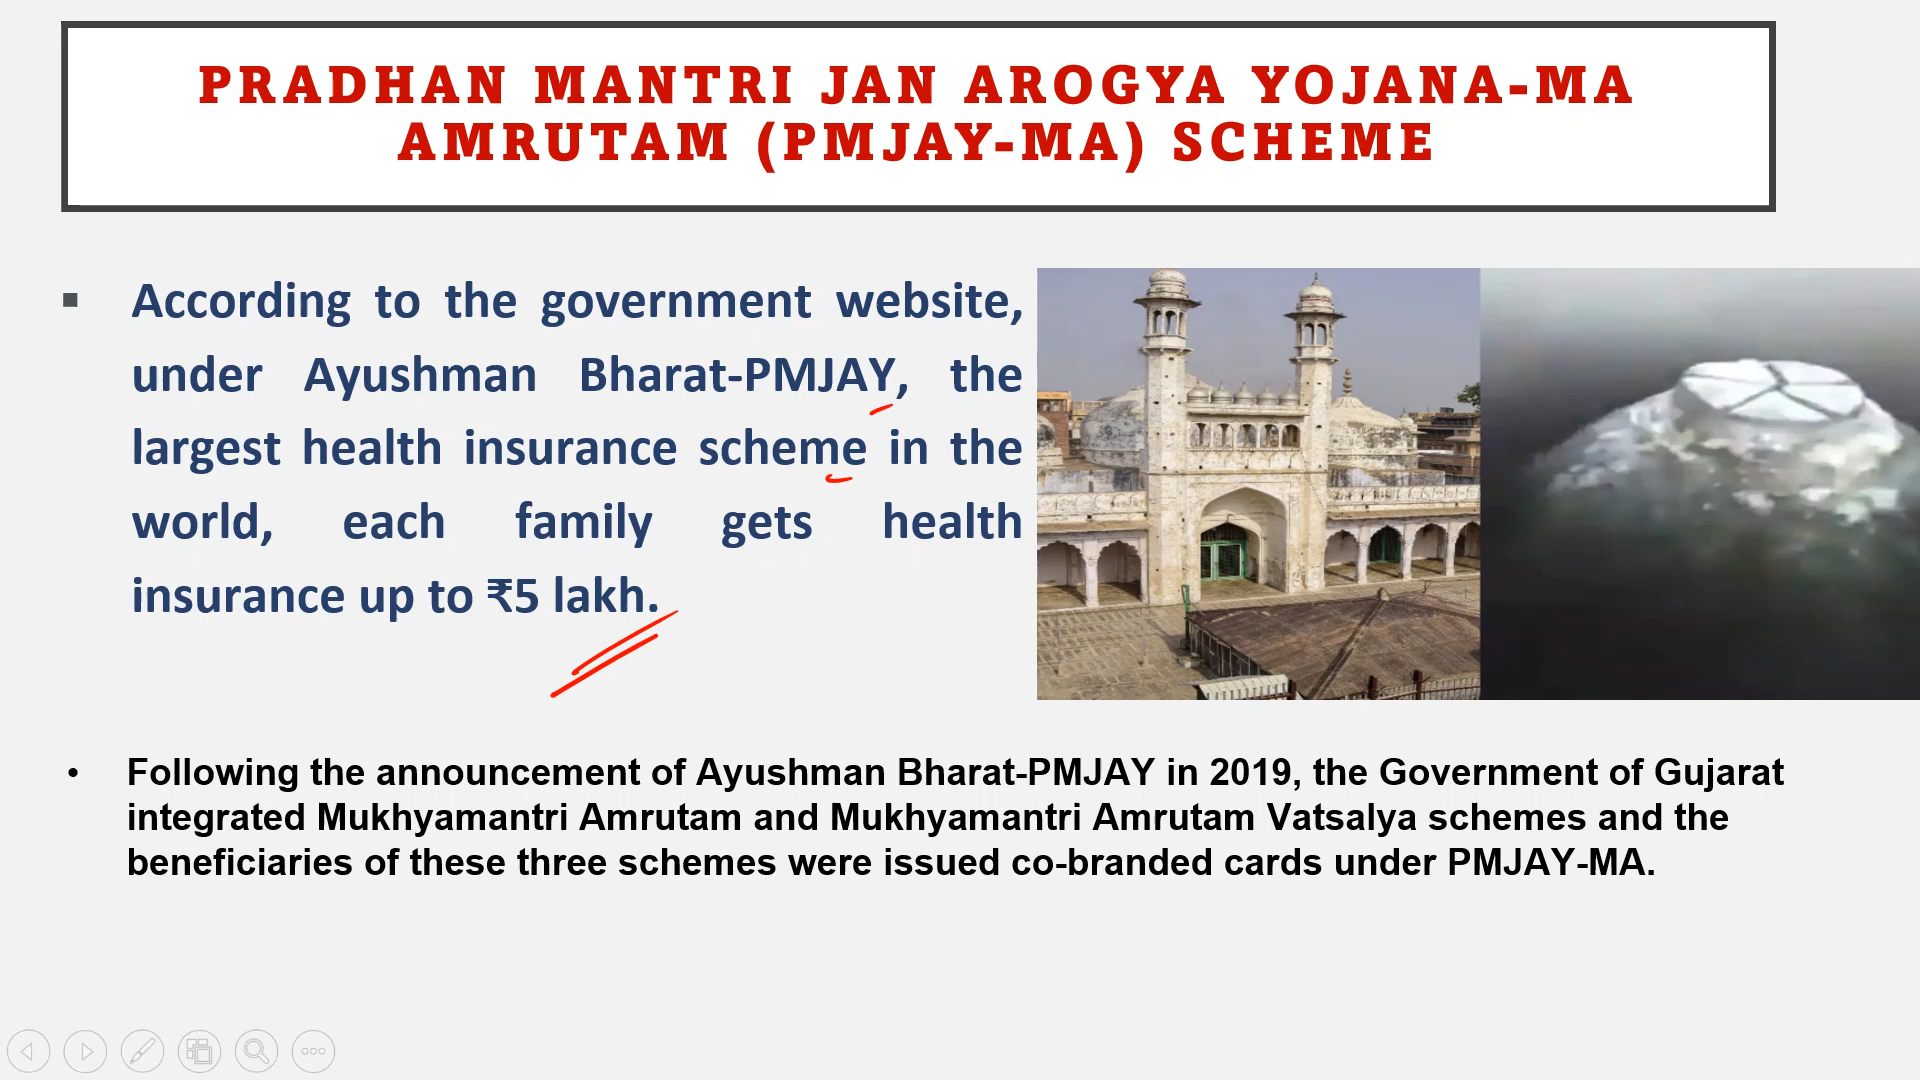 PRADHAN MANTRI JAN AROGYA YOJANA-MA
AMRUTAM (PMJAY-MA) SCHEME
▪ According to the government website,
under Ayushman Bharat-PMJAY, the
largest health insurance scheme in the
world, each family gets health
insurance up to ₹5 lakh.
• Following the announcement of Ayushman Bharat-PMJAY in 2019, the Government of Gujarat
integrated Mukhyamantri Amrutam and Mukhyamantri Amrutam Vatsalya schemes and the
beneficiaries of these three schemes were issued co-branded cards under PMJAY-MA.